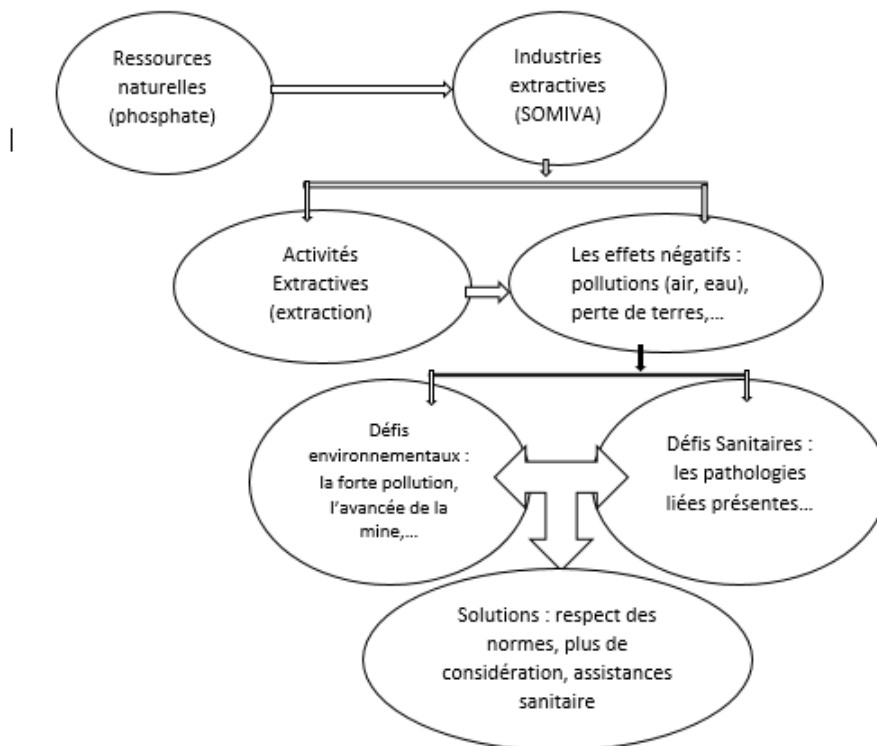 Ressources
naturelles
(phosphate)
Industries
extractives
(SOMIVA)
Activités
Extractives
(extraction)
Les effets négatifs :
pollutions (air, eau),
perte de terres,...
Défis
environnementaux :
la forte pollution,
l'avancée de la
mine,...
Défis Sanitaires :
les pathologies
liées présentes...
Solutions : respect des
normes, plus de
considération, assistances
sanitaire